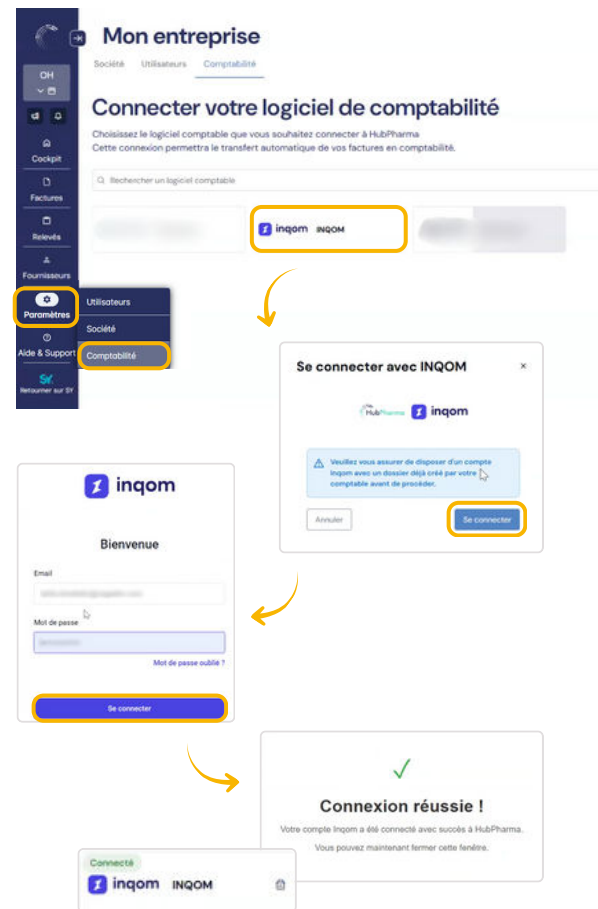 Mon entreprise
Société Utilisateurs Comptabilité
OH
Connecter votre logiciel de comptabilité
Choisissez le logiciel comptable que vous souhaitez connecter à HubPharma
Cette connexion permettra le transfert automatique de vos factures en comptabilité.
Rechercher un logiciel comptable
Cockpit
Factures
Relevés
Fournisseurs
Paramètres
Aide & Support
SY.
Retourner sur SY
inqom INQOM
Utilisateurs
Société
Comptabilité
Se connecter avec INQOM
×
HubPharma inqom
Veuillez vous assurer de disposer d'un compte
Inqom avec un dossier déjà créé par votre
comptable avant de procéder.
Annuler Se connecter
inqom
Bienvenue
Email
Mot de passe
Mot de passe oublié ?
Se connecter
Connexion réussie !
Votre compte Inqom a été connecté avec succès à HubPharma.
Vous pouvez maintenant fermer cette fenêtre.
Connecté
inqom INQOM